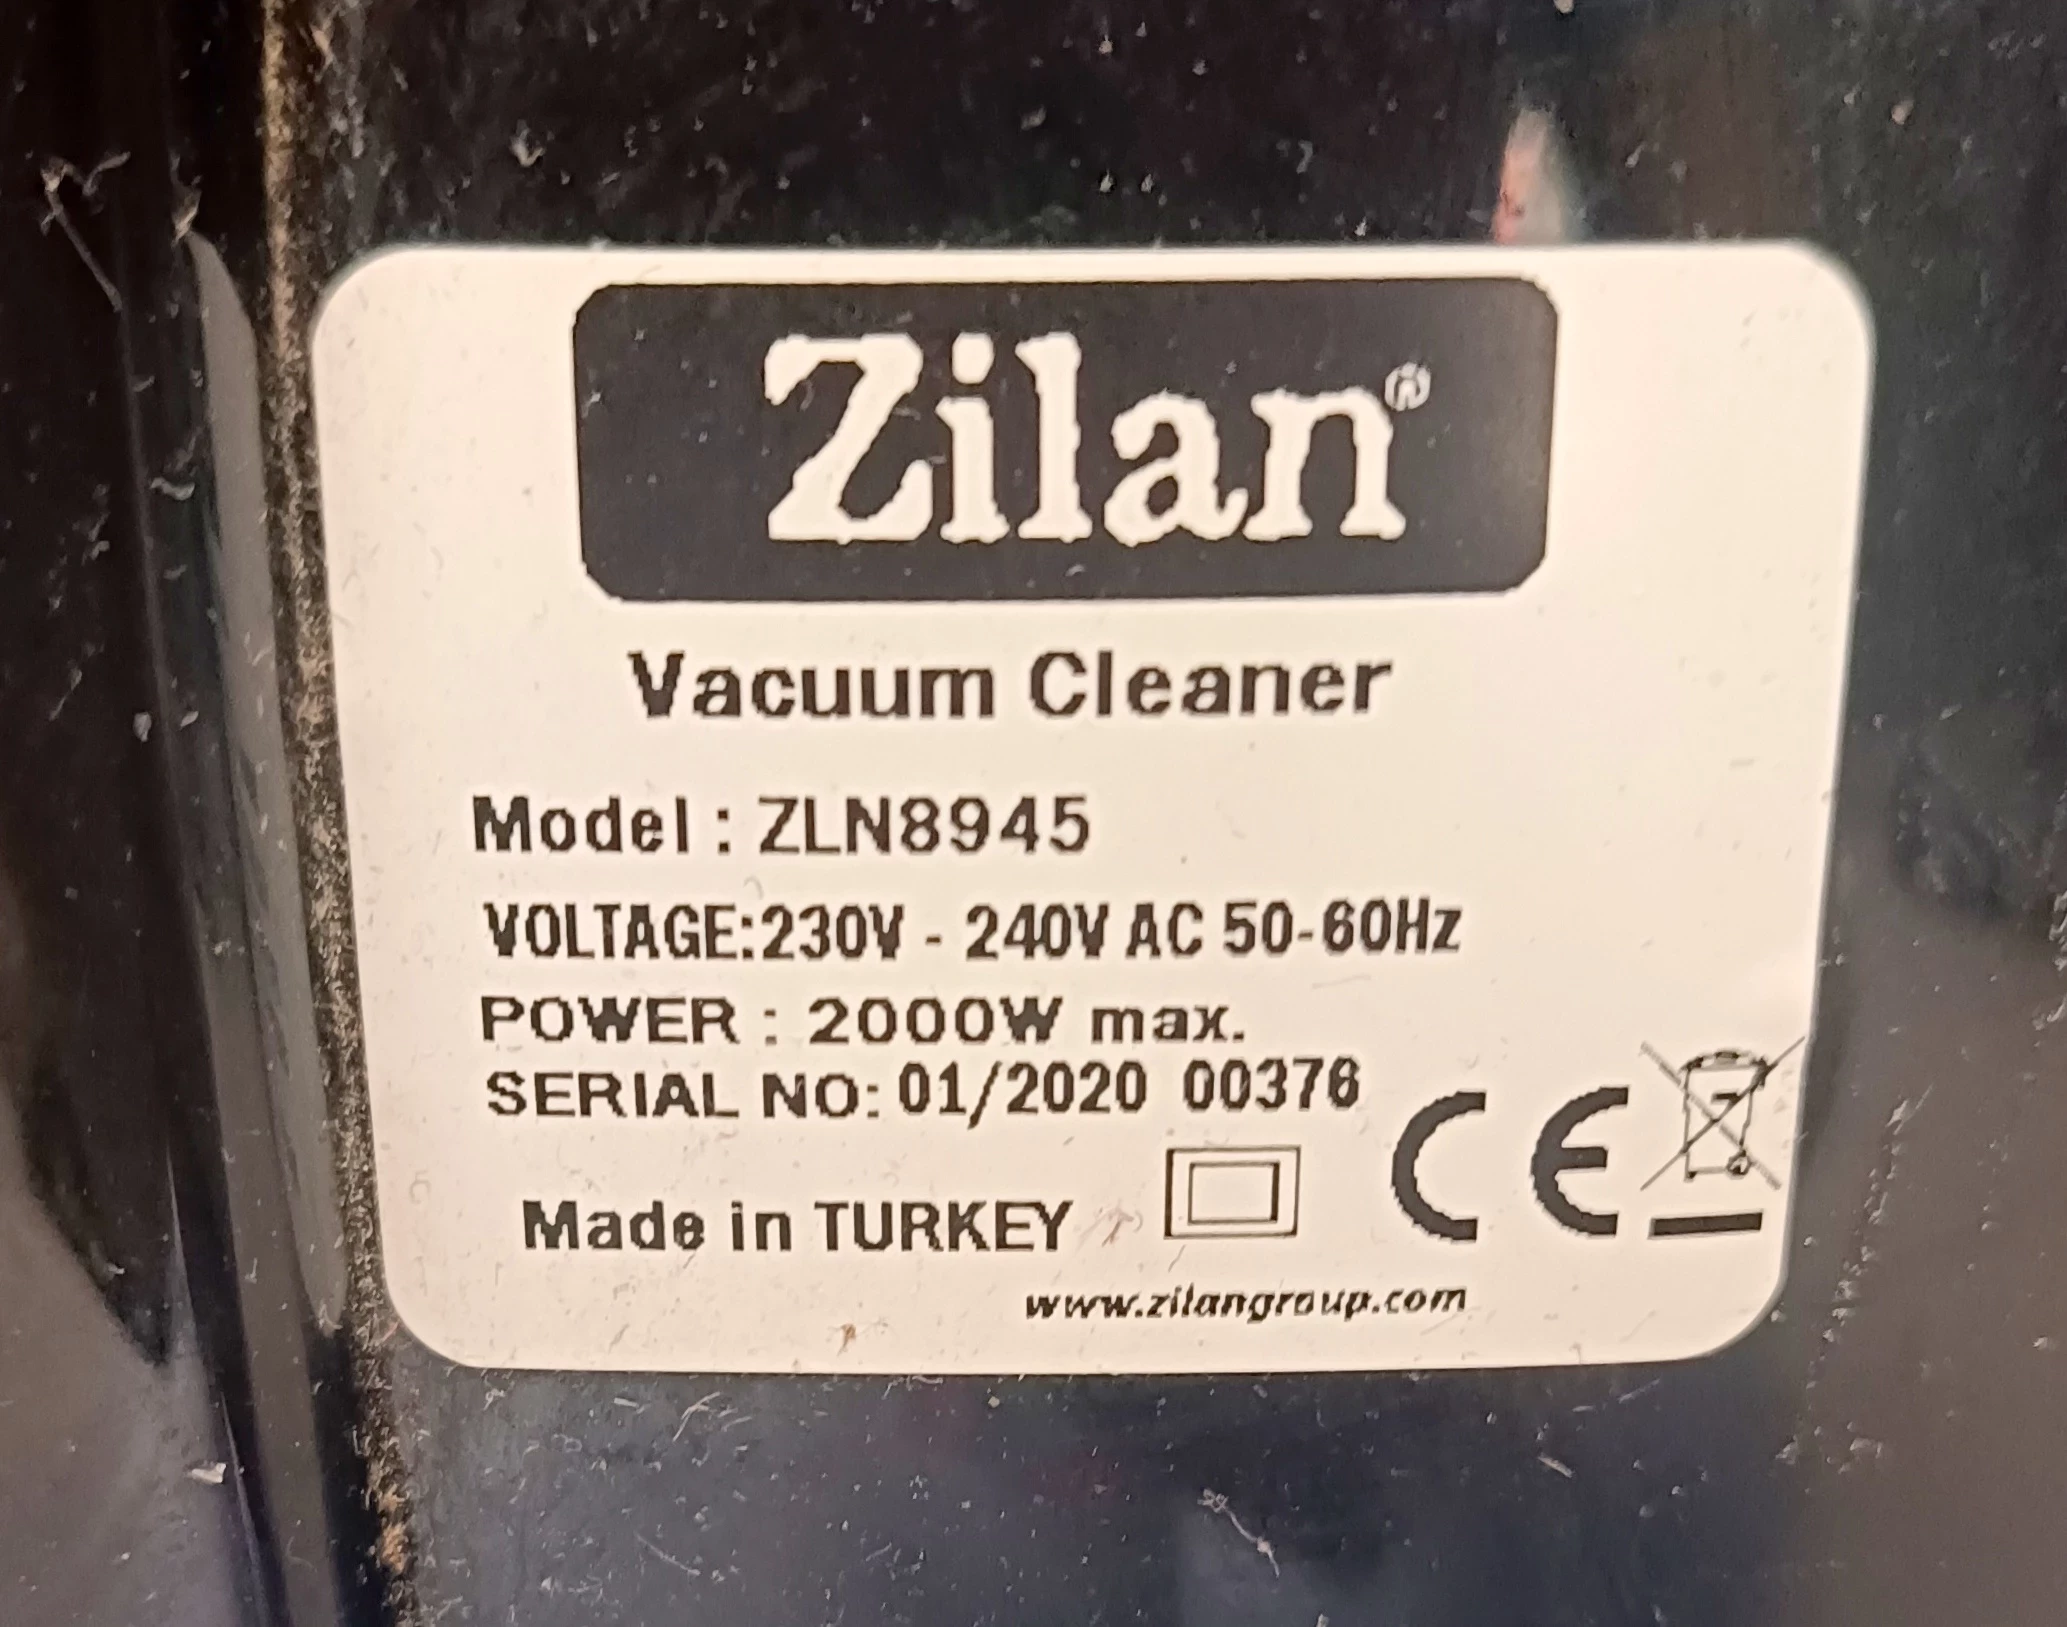 Zilan®
Vacuum Cleaner
Model : ZLN8945
VOLTAGE:230V - 240V AC 50-60Hz
POWER : 2000W max.
SERIAL NO: 01/2020 00376
CE
Made in TURKEY
www.zilangroup.com